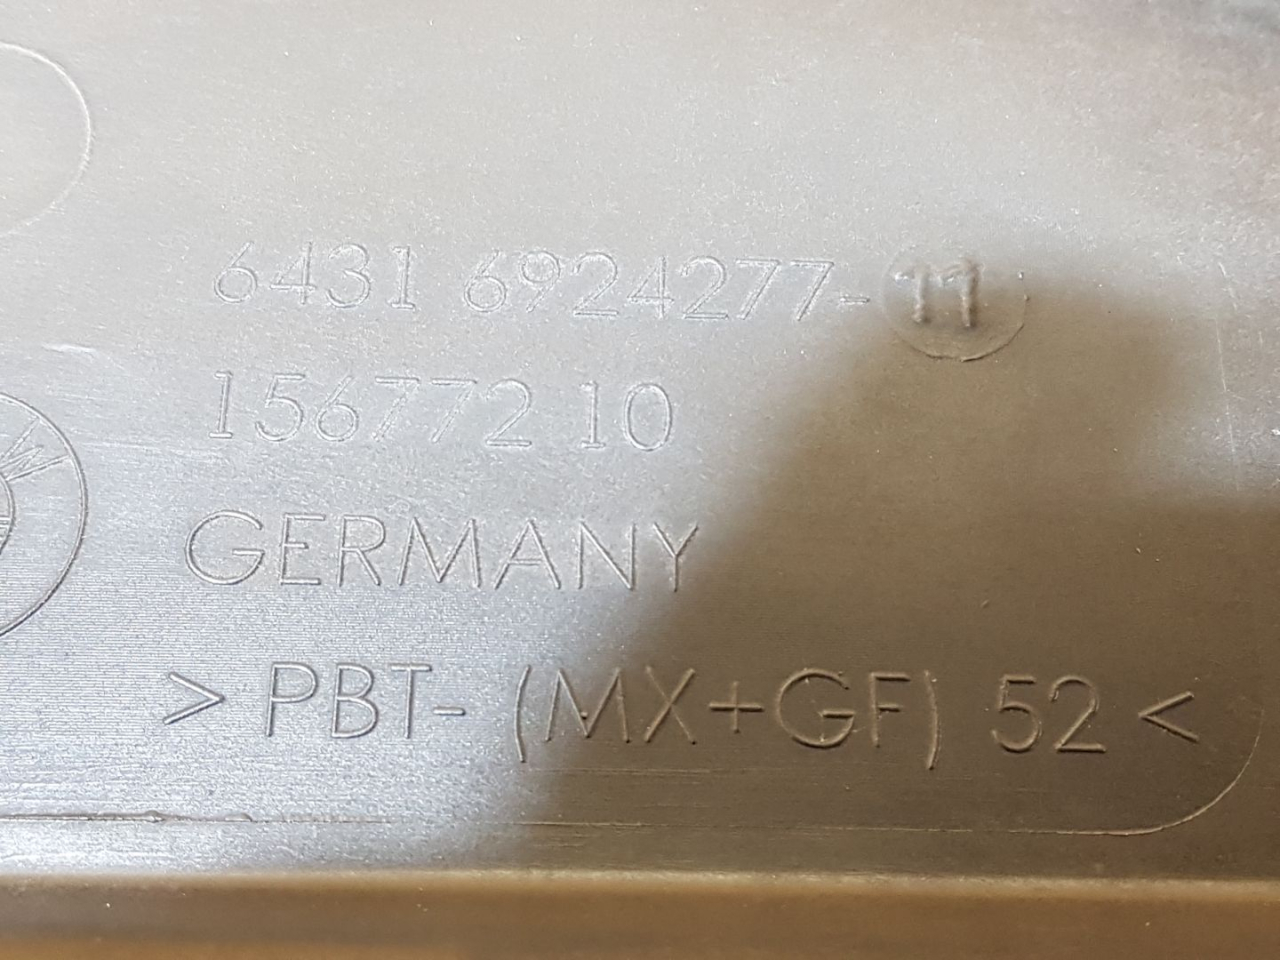 6431 6924277- 11
156772 10
GERMANY
W
> PBT- (MX+GF) 52 <